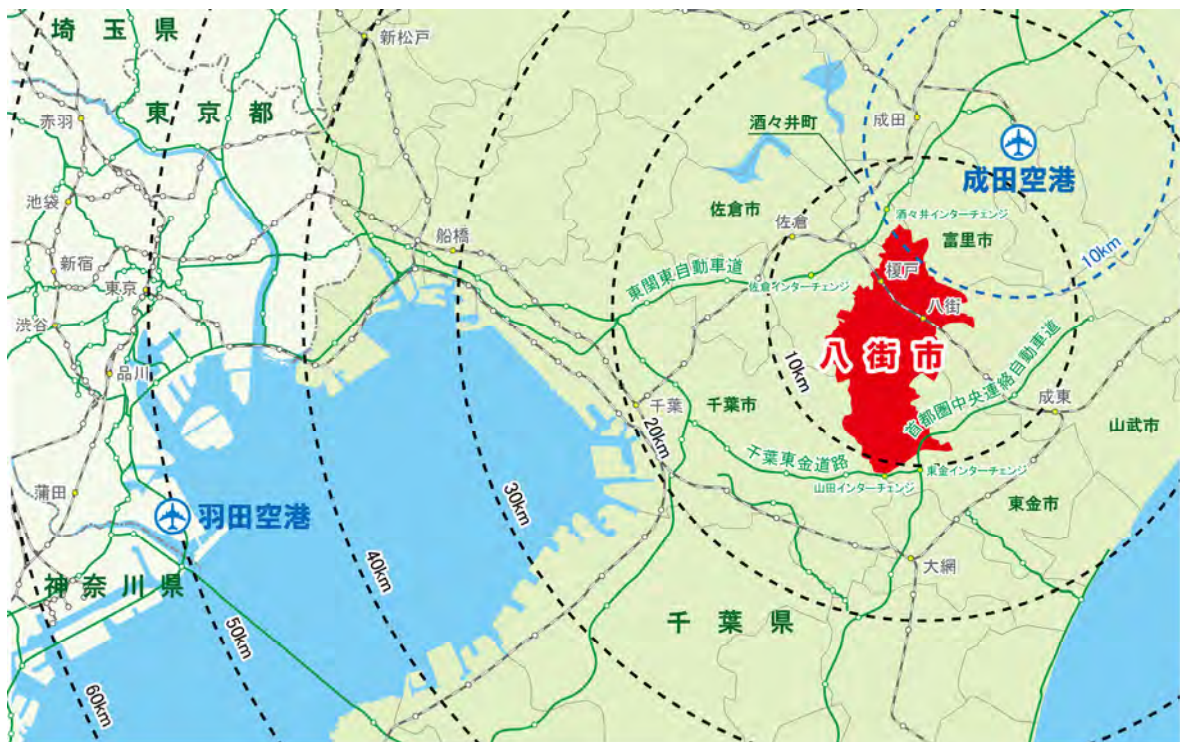 埼玉県
新松戸
東京都
赤羽
酒々井町
成田
成田空港
池袋
佐倉市
佐倉
酒々井インターチェンジ
船橋
富里市
新宿
榎戸
10km
東京
東関東自動車道
佐倉インターチェンジ
八街
渋谷
八街市
品川
10km
首都圏中央連絡自動車道
千葉
千葉市
成東
山武市
20km
千葉東金道路
東金インターチェンジ
山田インターチェンジ
蒲田
30km
羽田空港
東金市
40km
大網
神奈川県
千葉県
50km
60km